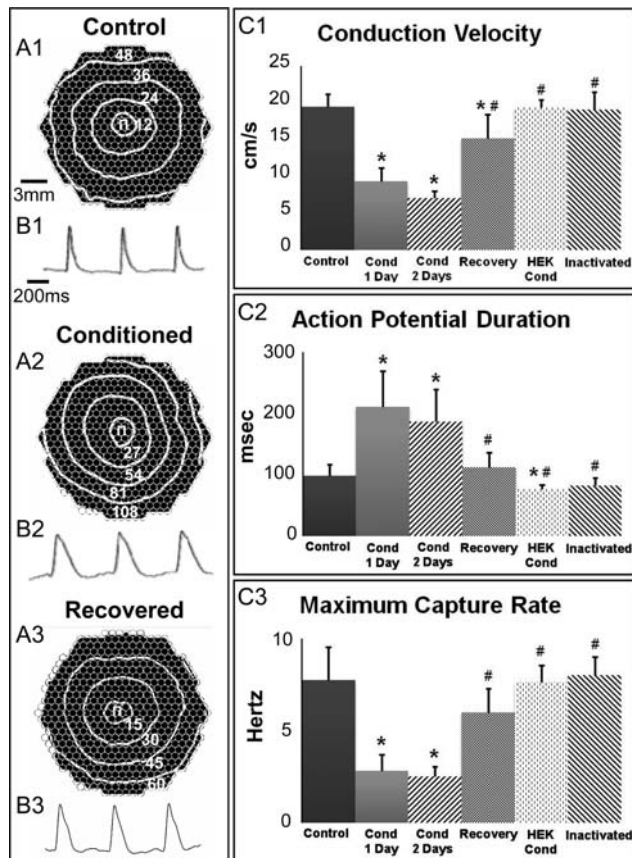 Control
A1
48
36
24
n 12
3mm
B1
200ms
Conditioned
A2
n
27
54
81
108
B2
Recovered
A3
n
15
30
45
60
B3
C1
Conduction Velocity
cm/s
25
20
15
10
5
0
* * * # # #
Control Cond 1 Day Cond 2 Days Recovery HEK Cond Inactivated
C2
Action Potential Duration
msec
300
200
100
0
* * # * # #
Control Cond 1 Day Cond 2 Days Recovery HEK Cond Inactivated
C3
Maximum Capture Rate
Hertz
10
5
0
* * # # #
Control Cond 1 Day Cond 2 Days Recovery HEK Cond Inactivated